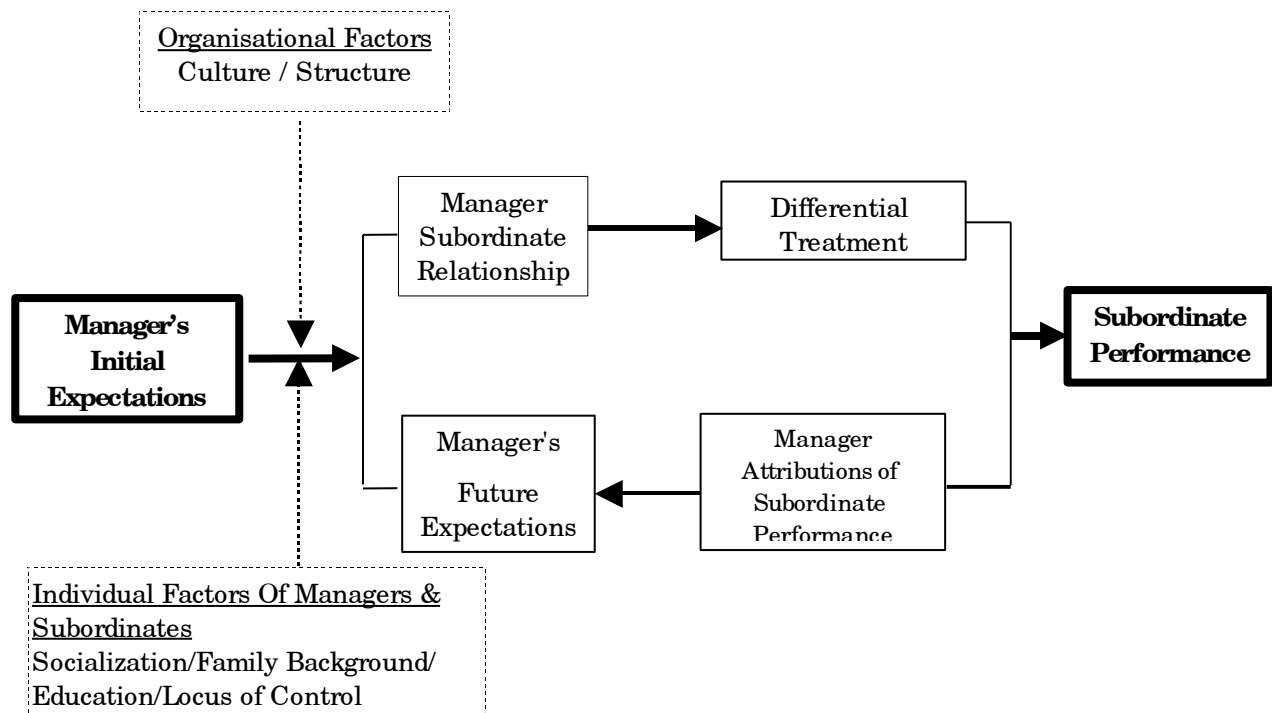 Organisational Factors
Culture / Structure
Manager
Subordinate
Relationship
Differential
Treatment
Manager’s
Initial
Expectations
Subordinate
Performance
Manager's
Future
Expectations
Manager
Attributions of
Subordinate
Performance
Individual Factors Of Managers &
Subordinates
Socialization/Family Background/
Education/Locus of Control